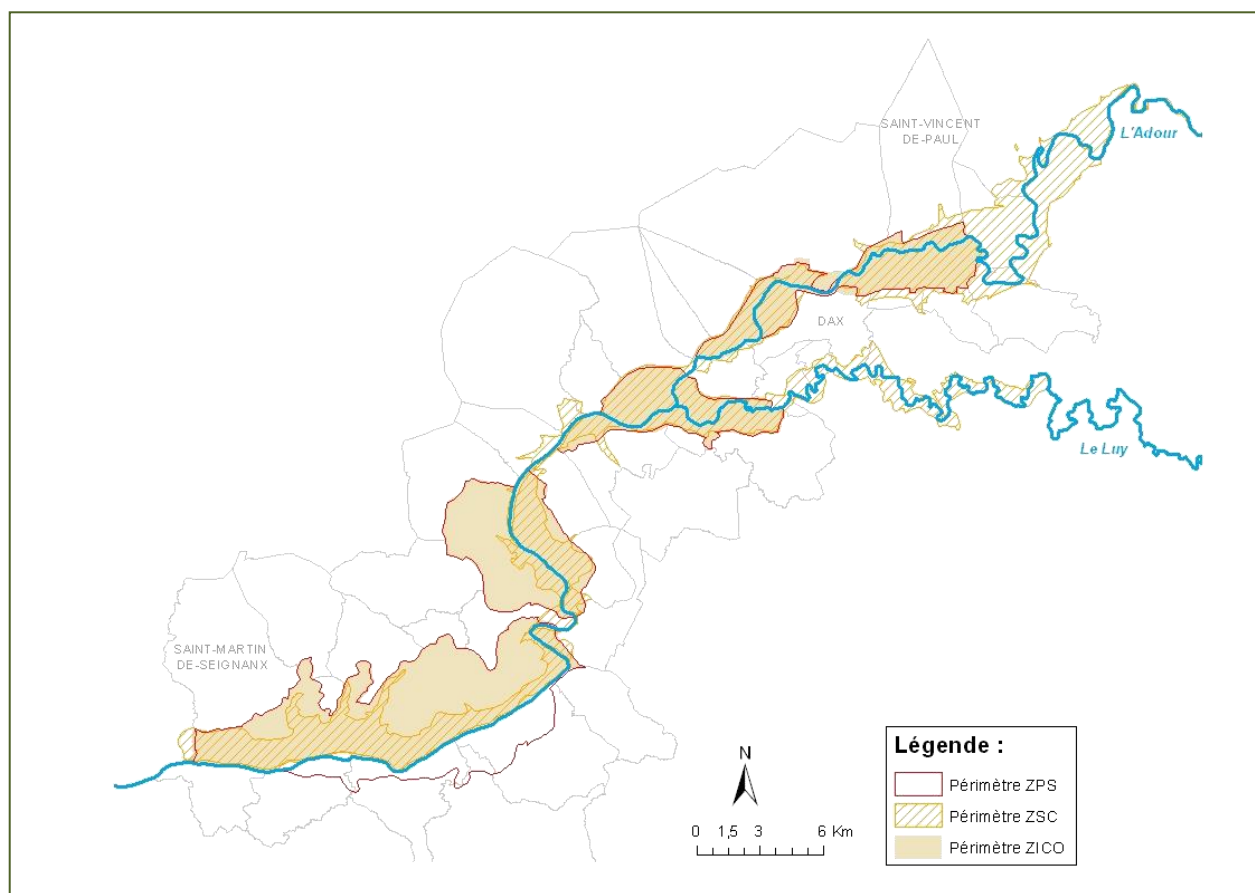 SAINT-VINCENT
DE-PAUL
L'Adour
DAX
Le Luy
SAINT-MARTIN
DE-SEIGNANX
N
0 1,5 3 6 Km
Légende :
Périmètre ZPS
Périmètre ZSC
Périmètre ZICO